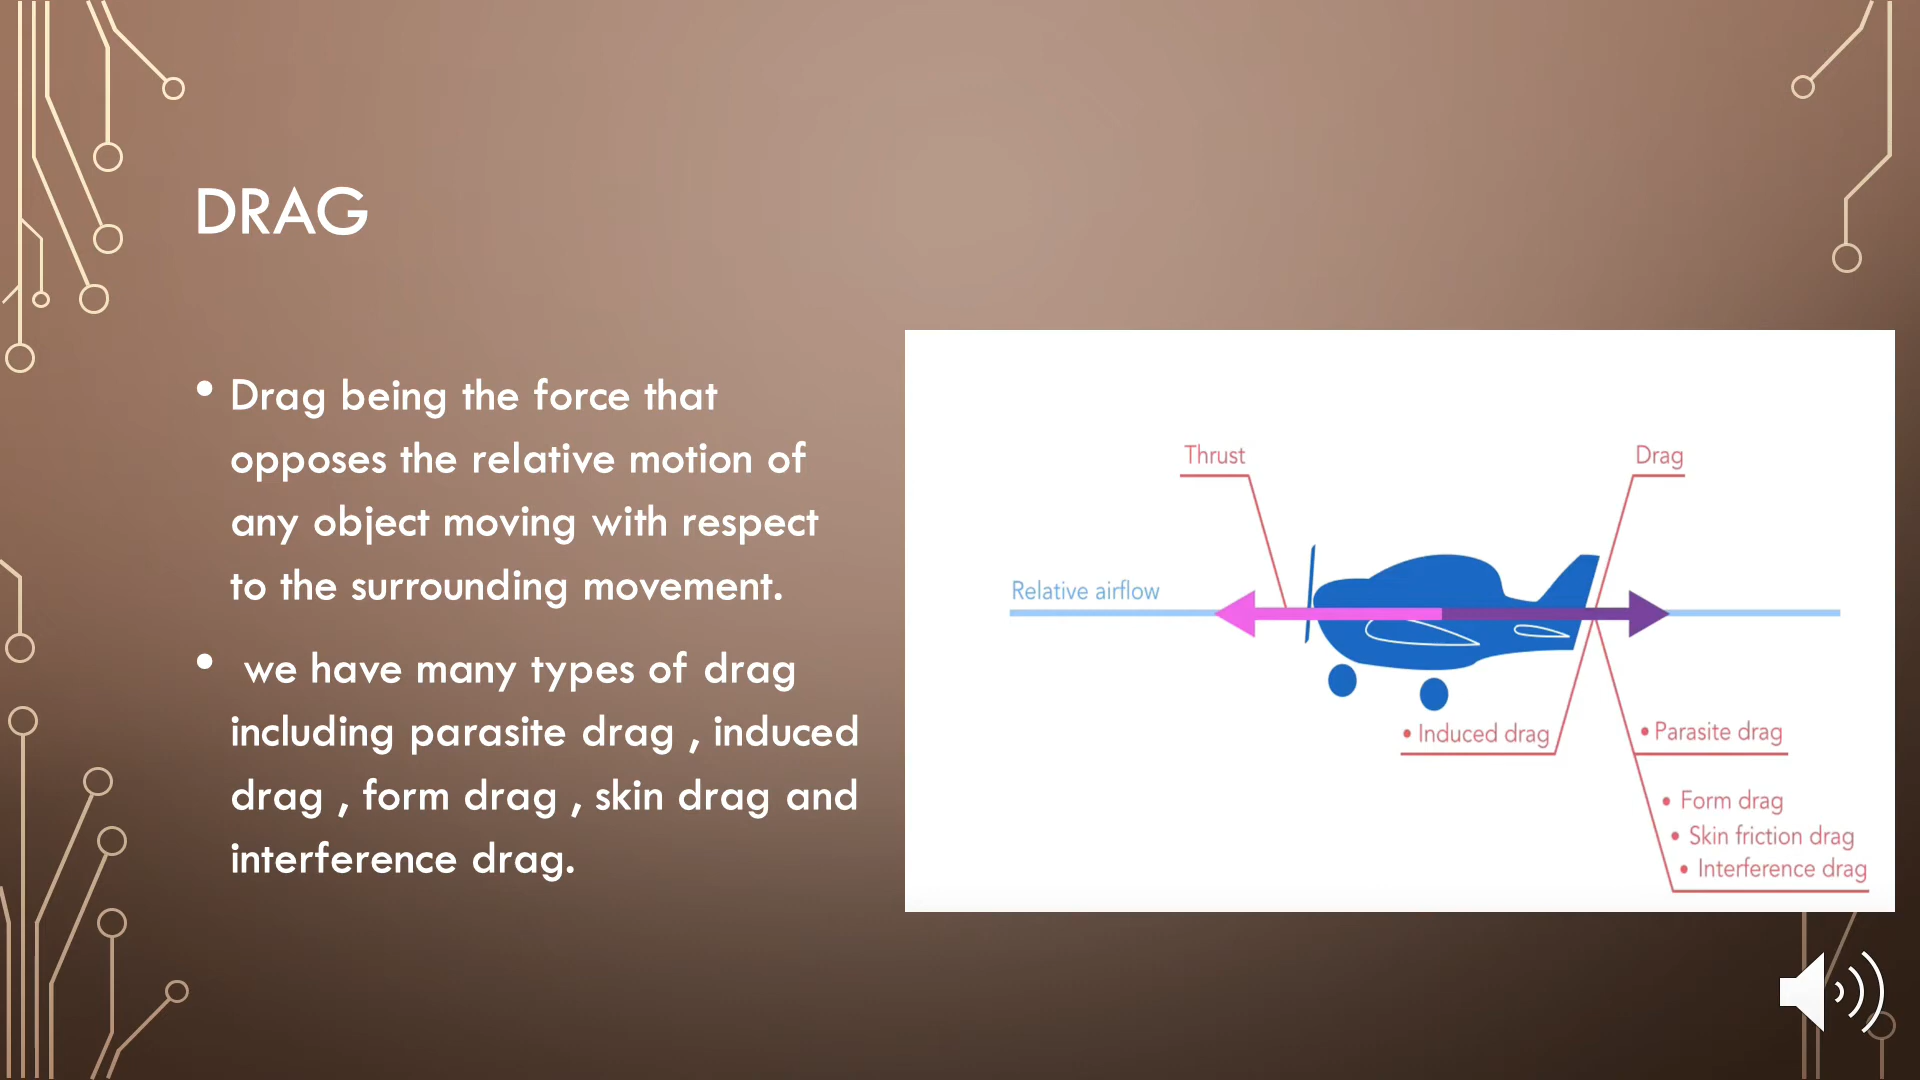 DRAG
• Drag being the force that
opposes the relative motion of
any object moving with respect
to the surrounding movement.
• we have many types of drag
including parasite drag , induced
drag , form drag , skin drag and
interference drag.
Thrust
Drag
Relative airflow
• Induced drag
• Parasite drag
• Form drag
• Skin friction drag
• Interference drag